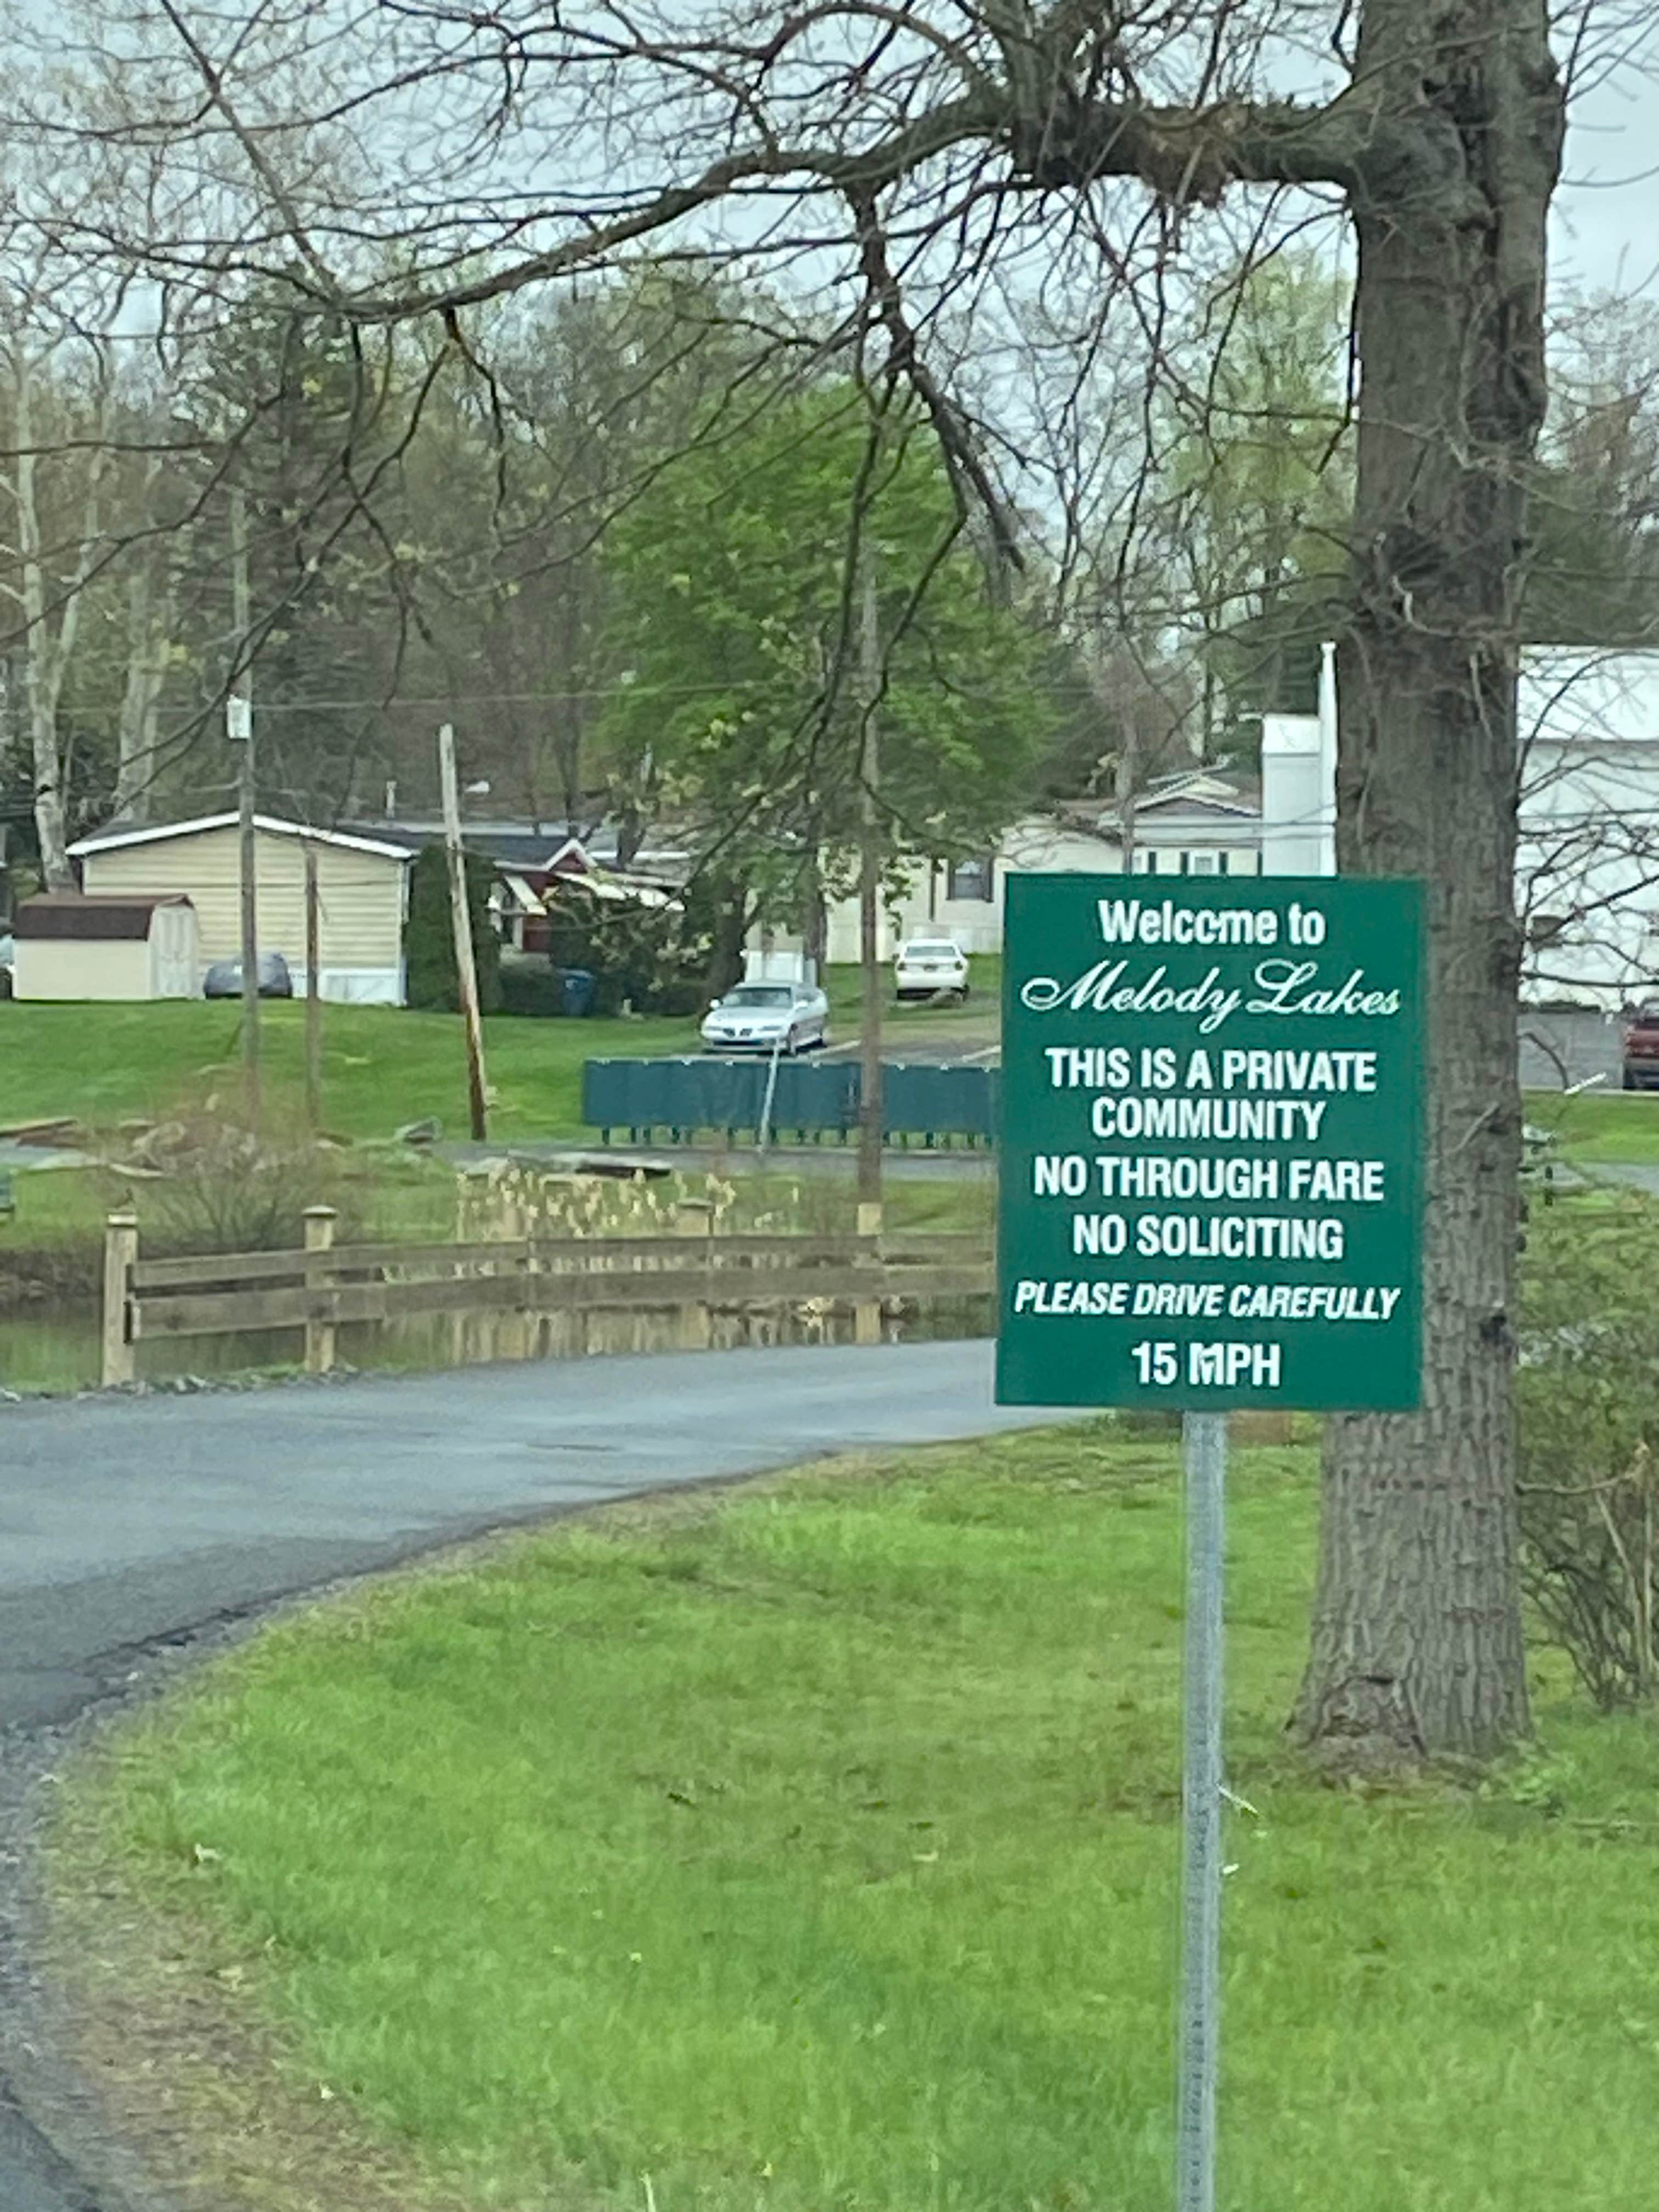 Welcome to
Melody Lakes
THIS IS A PRIVATE
COMMUNITY
NO THROUGH FARE
NO SOLICITING
PLEASE DRIVE CAREFULLY
15 MPH